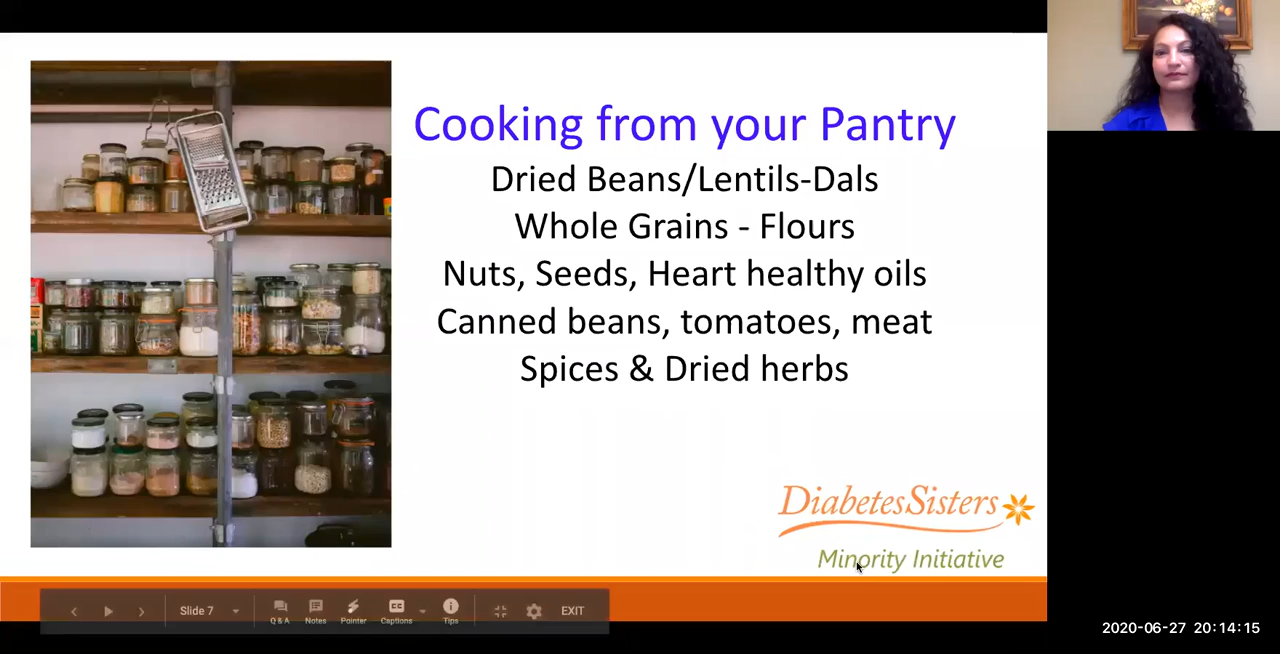 Cooking from your Pantry
Dried Beans/Lentils-Dals
Whole Grains - Flours
Nuts, Seeds, Heart healthy oils
Canned beans, tomatoes, meat
Spices & Dried herbs
DiabetesSisters
Minority Initiative
Slide 7
Q & A
Notes
Pointer
CC
Captions
Tips
EXIT
2020-06-27 20:14:15